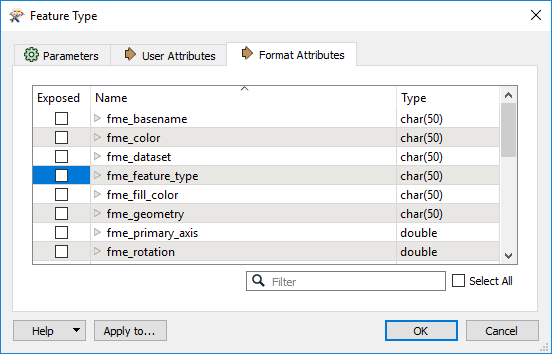 Feature Type
Parameters User Attributes Format Attributes
Exposed Name Type
fme_basename char(50)
fme_color char(50)
fme_dataset char(50)
fme_feature_type char(50)
fme_fill_color char(50)
fme_geometry char(50)
fme_primary_axis double
fme_rotation double
Filter Select All
Help Apply to... OK Cancel